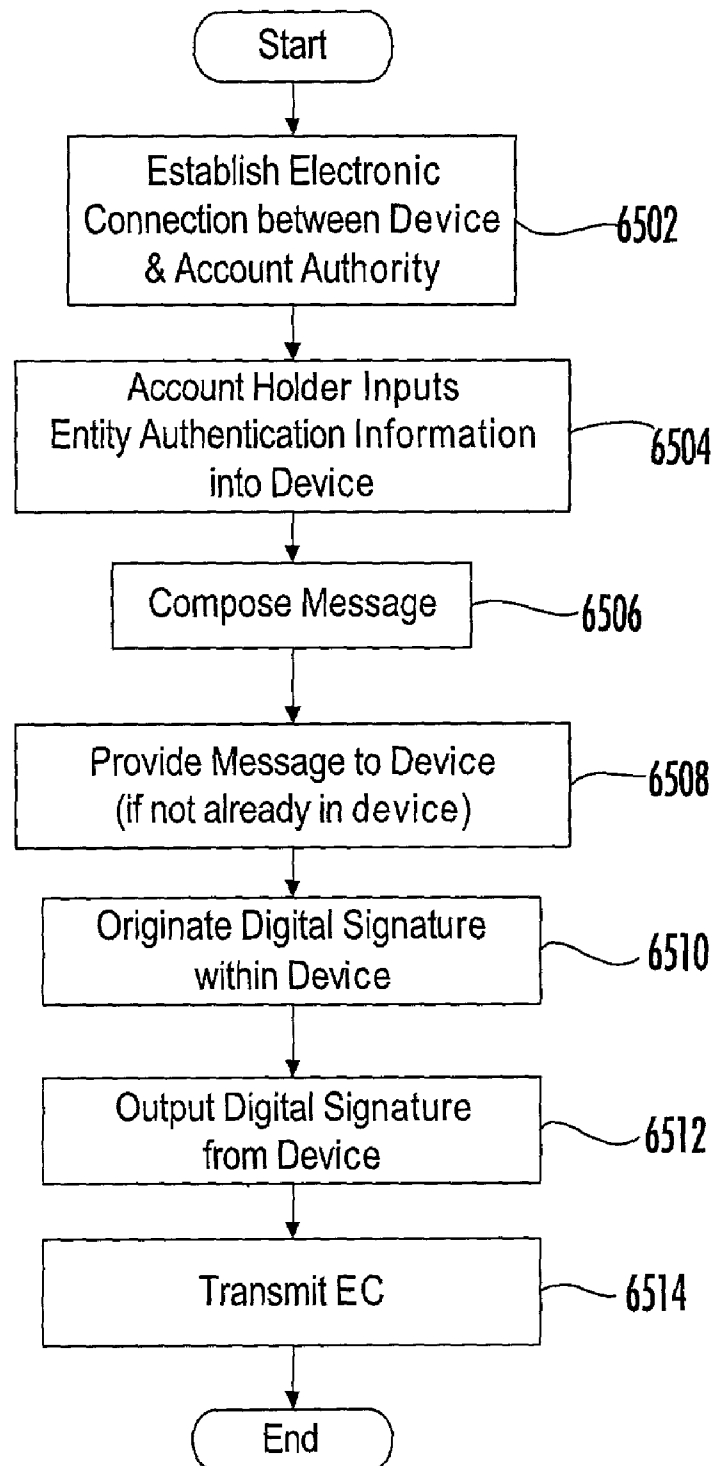 Start
Establish Electronic
Connection between Device
& Account Authority
6502
Account Holder Inputs
Entity Authentication Information
into Device
6504
Compose Message
6506
Provide Message to Device
(if not already in device)
6508
Originate Digital Signature
within Device
6510
Output Digital Signature
from Device
6512
Transmit EC
6514
End